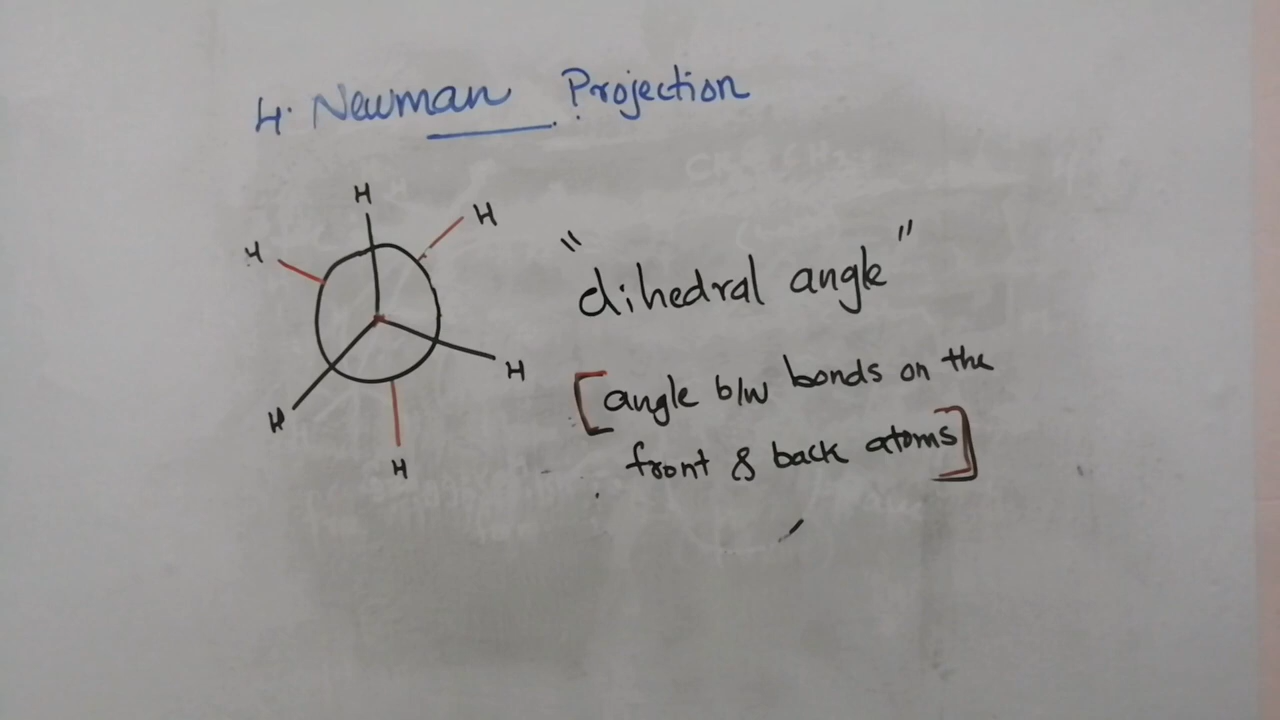 4. Newman Projection
H
H
H
H
H
H
"dihedral angle"
[angle b/w bonds on the
front & back atoms]